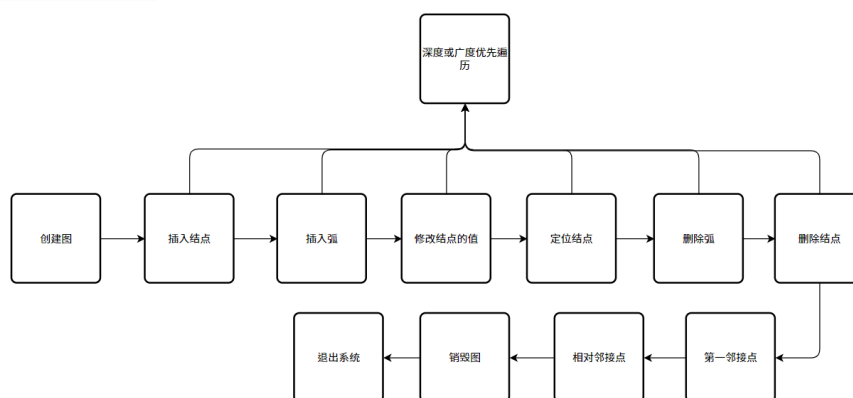 深度或广度优先遍
历
创建图
插入结点
插入弧
修改结点的值
定位结点
删除弧
删除结点
退出系统
销毁图
相对邻接点
第一邻接点